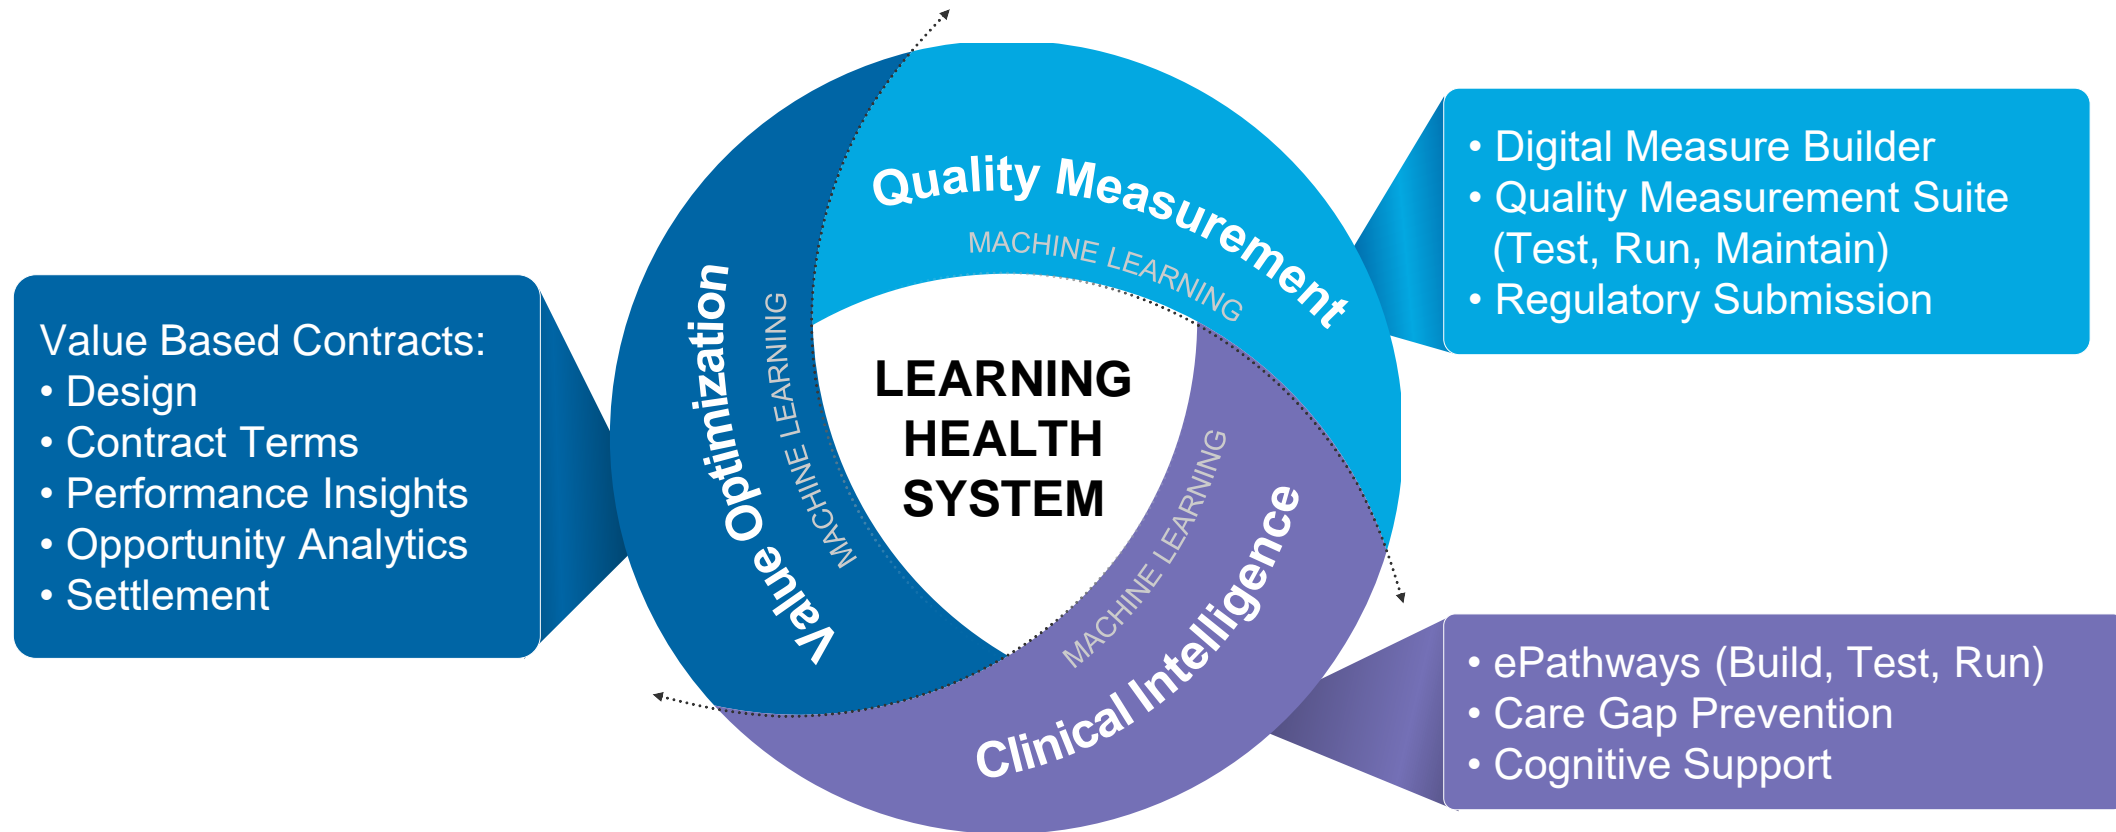 Quality Measurement
MACHINE LEARNING
Value Optimization
MACHINE LEARNING
Clinical Intelligence
MACHINE LEARNING
LEARNING
HEALTH
SYSTEM
Value Based Contracts:
• Design
• Contract Terms
• Performance Insights
• Opportunity Analytics
• Settlement
• Digital Measure Builder
• Quality Measurement Suite
(Test, Run, Maintain)
• Regulatory Submission
• ePathways (Build, Test, Run)
• Care Gap Prevention
• Cognitive Support